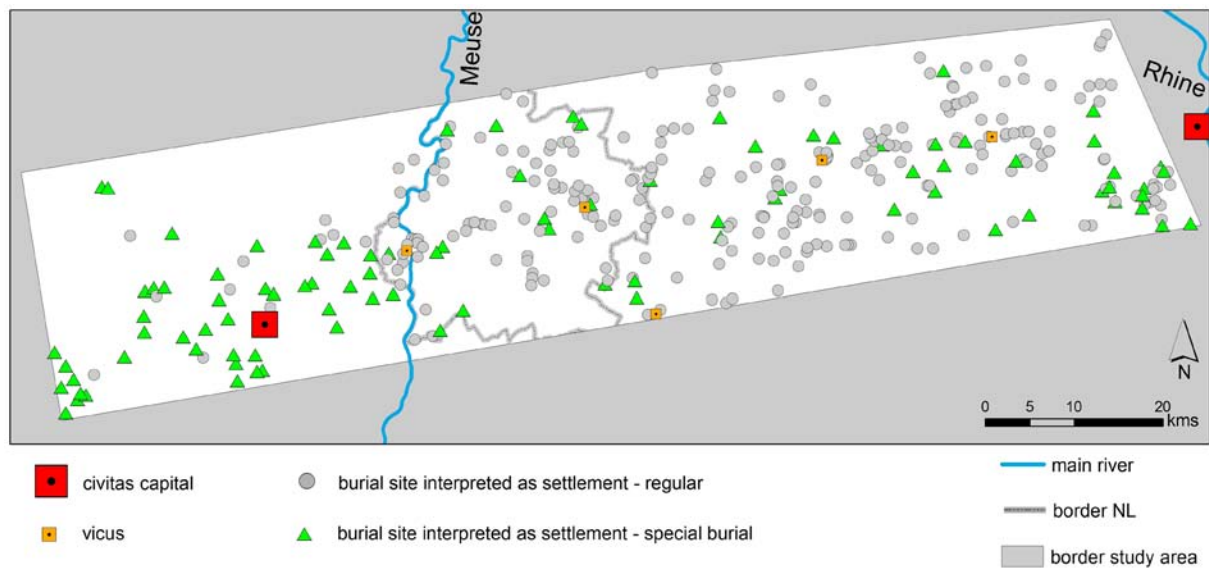 Meuse
Rhine
N
0 5 10 20
kms
civitas capital
burial site interpreted as settlement - regular
main river
vicus
burial site interpreted as settlement - special burial
border NL
border study area